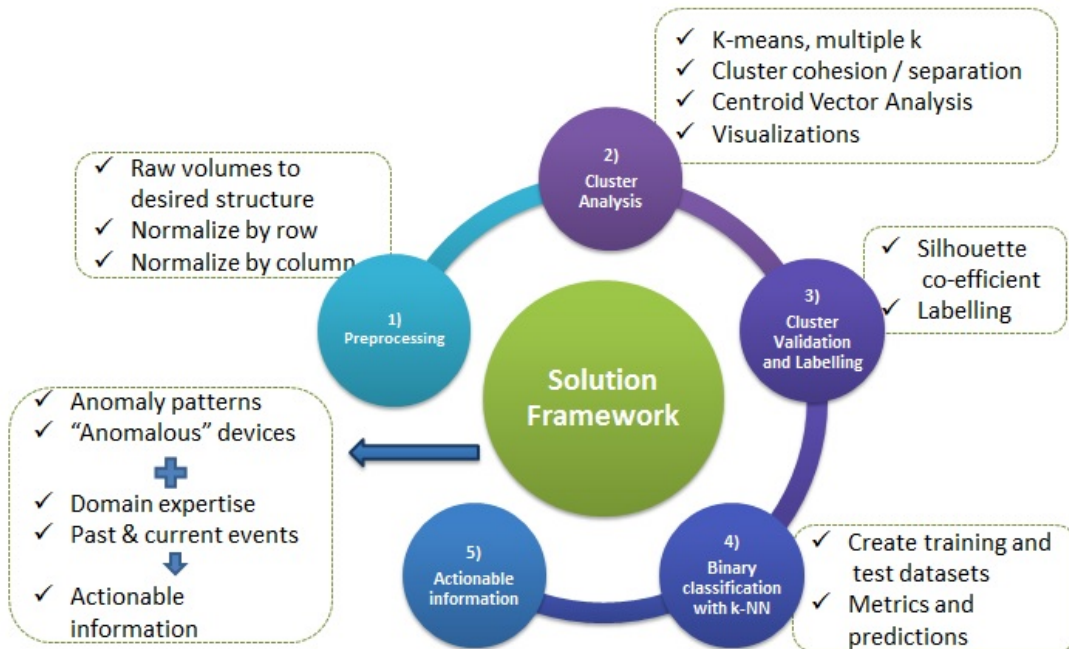 ✓ K-means, multiple k
✓ Cluster cohesion / separation
✓ Centroid Vector Analysis
✓ Visualizations
2)
Cluster
Analysis
✓ Raw volumes to
desired structure
✓ Normalize by row
✓ Normalize by column
1)
Preprocessing
✓ Silhouette
co-efficient
✓ Labelling
3)
Cluster
Validation
and Labelling
Solution
Framework
✓ Anomaly patterns
✓ “Anomalous” devices
✓ Domain expertise
✓ Past & current events
✓ Actionable
information
5)
Actionable
information
4)
Binary
classification
with k-NN
✓ Create training and
test datasets
✓ Metrics and
predictions